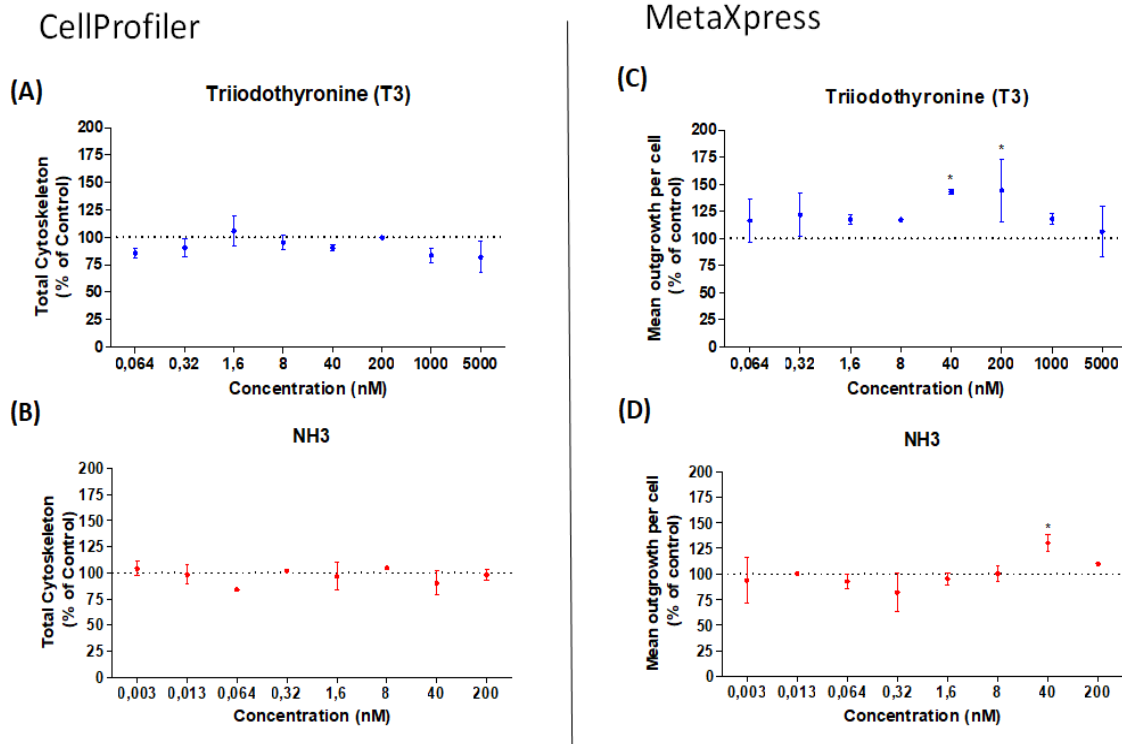 CellProfiler
MetaXpress
(A)
Triiodothyronine (T3)
Total Cytoskeleton
(% of Control)
200
175
150
125
100
75
50
25
0
0,064 0,32 1,6 8 40 200 1000 5000
Concentration (nM)
(B)
NH3
Total Cytoskeleton
(% of Control)
200
175
150
125
100
75
50
25
0
0,003 0,013 0,064 0,32 1,6 8 40 200
Concentration (nM)
(C)
Triiodothyronine (T3)
Mean outgrowth per cell
(% of control)
200
175
150
125
100
75
50
25
0
* *
0,064 0,32 1,6 8 40 200 1000 5000
Concentration (nM)
(D)
NH3
Mean outgrowth per cell
(% of control)
200
175
150
125
100
75
50
25
0
*
0,003 0,013 0,064 0,32 1,6 8 40 200
Concentration (nM)